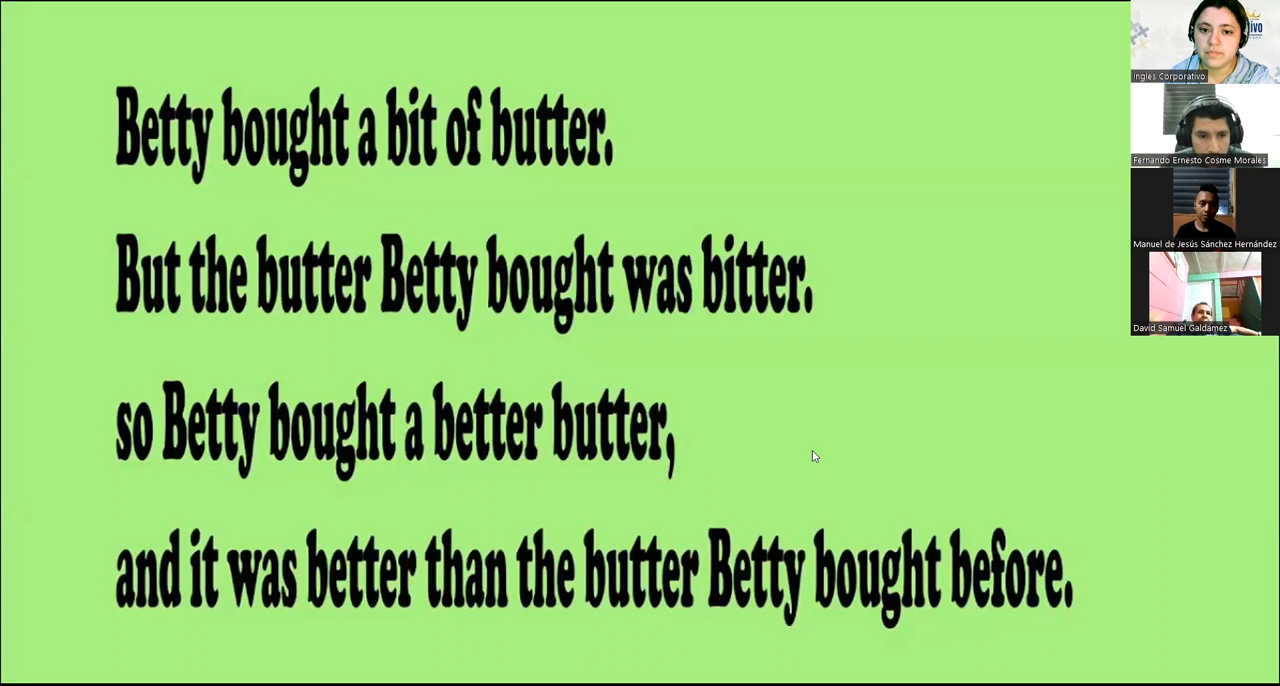 Betty bought a bit of butter.
But the butter Betty bought was bitter.
so Betty bought a better butter,
and it was better than the butter Betty bought before.
Ingles Corporativo
Fernando Ernesto Cosme Morales
Manuel de Jesús Sánchez Hernández
David Samuel Galdámez